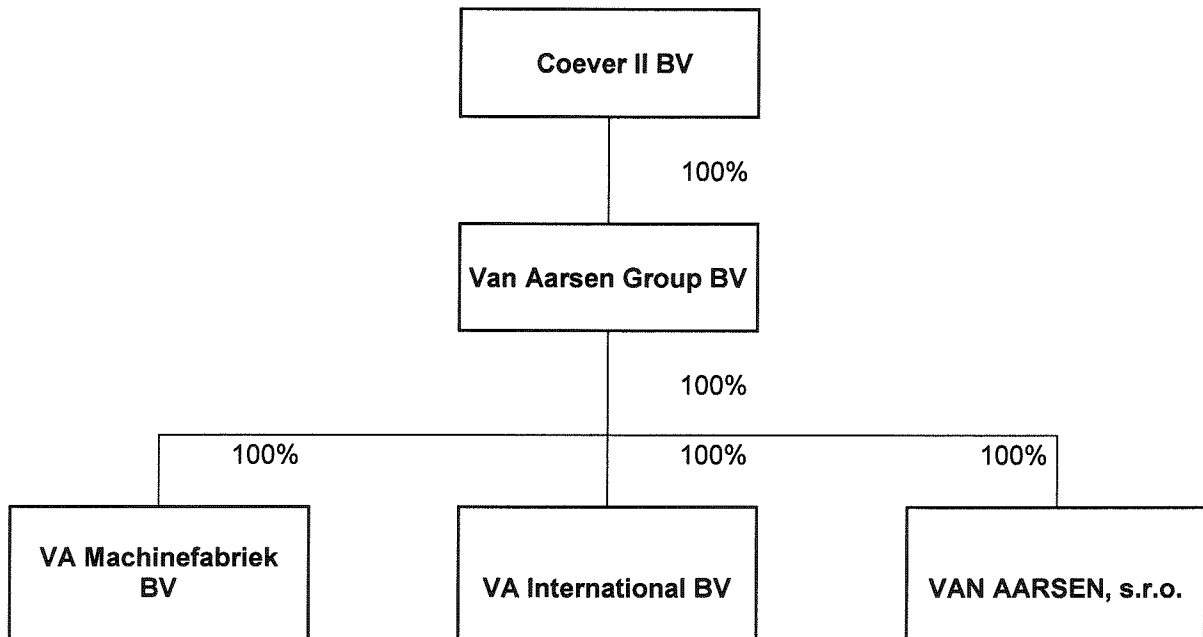 Coever II BV
100%
Van Aarsen Group BV
100%
100%
100%
100%
VA Machinefabriek
BV
VA International BV
VAN AARSEN, s.r.o.